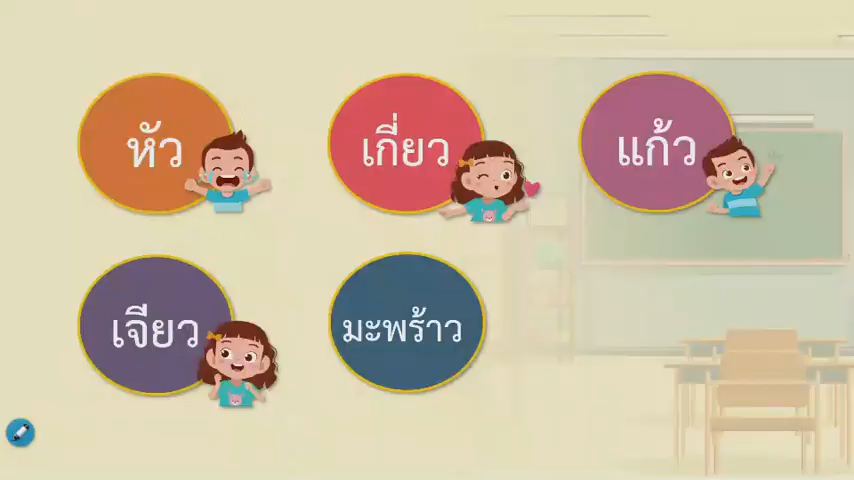 หัว
เกี่ยว
แก้ว
เจียว
มะพร้าว